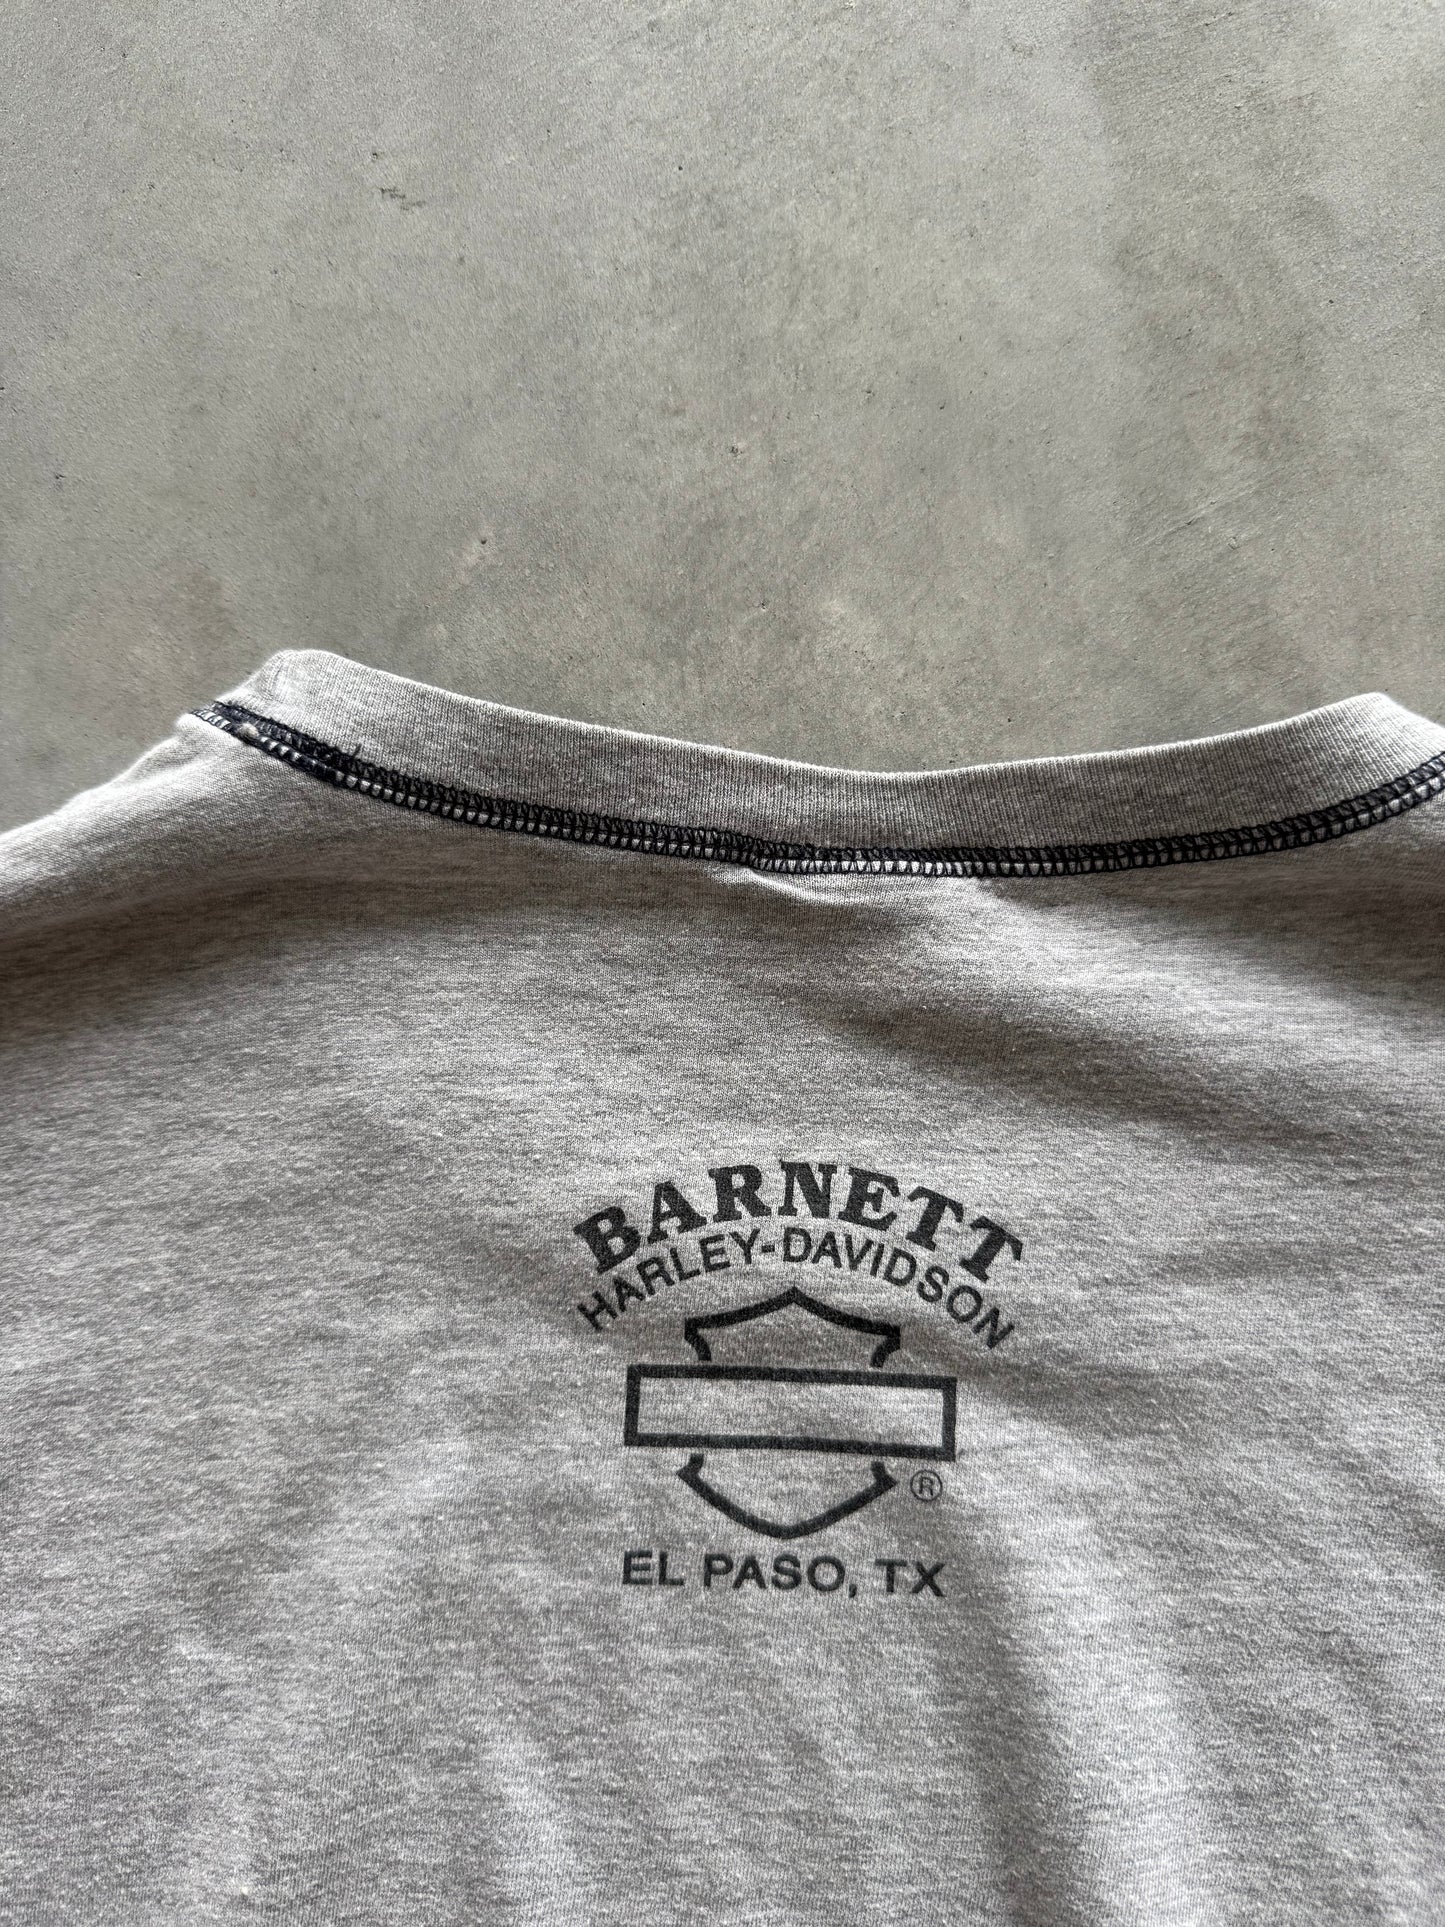 BARNETT
HARLEY-DAVIDSON
®
EL PASO, TX